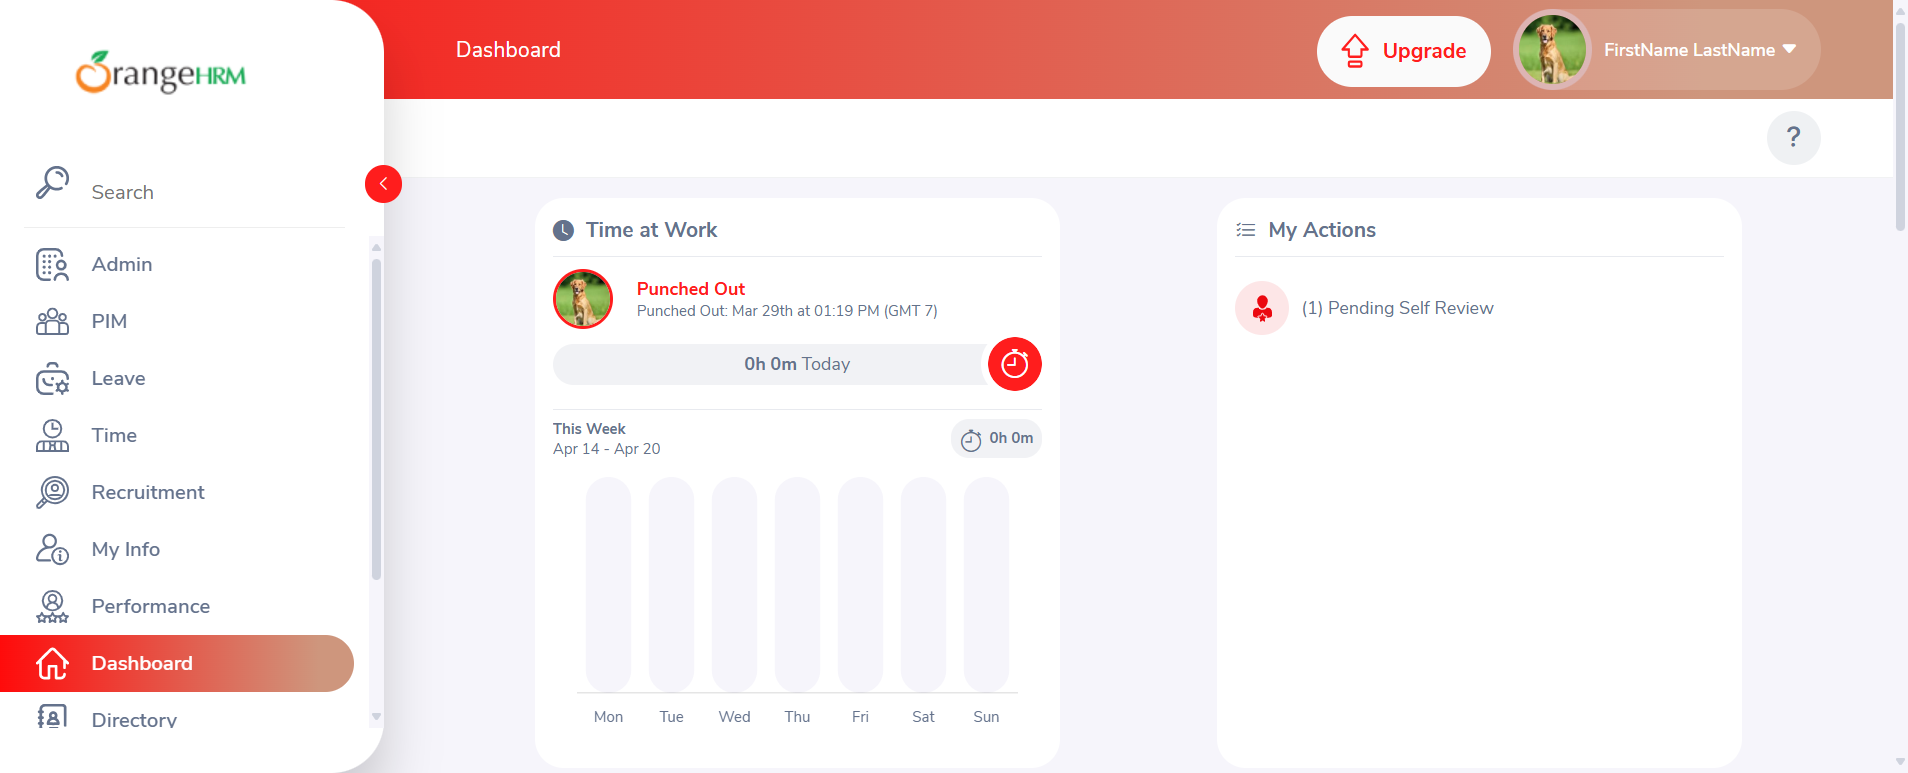 OrangeHRM
Search
Admin
PIM
Leave
Time
Recruitment
My Info
Performance
Dashboard
Directory
Dashboard
Upgrade
FirstName LastName
?
Time at Work
Punched Out
Punched Out: Mar 29th at 01:19 PM (GMT 7)
0h 0m Today
This Week
Apr 14 - Apr 20
0h 0m
Mon Tue Wed Thu Fri Sat Sun
My Actions
(1) Pending Self Review